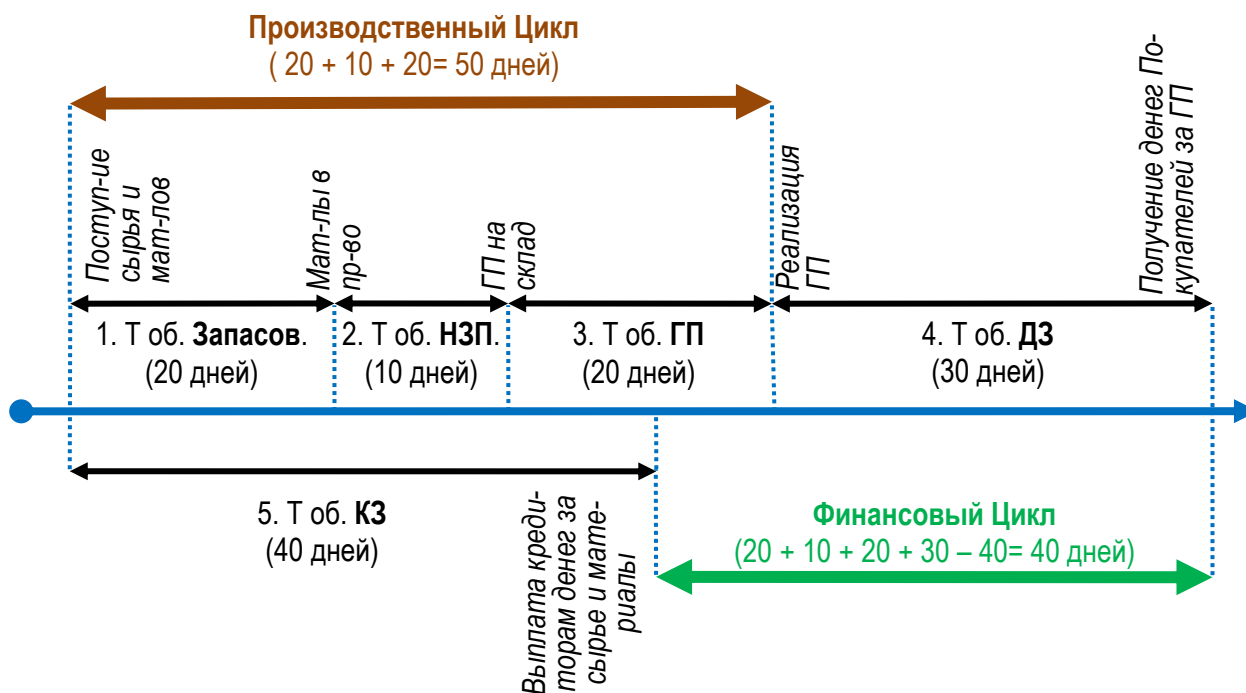 Производственный Цикл
( 20 + 10 + 20= 50 дней)
Поступ-ие
сырья и
мат-лов
Мат-лы в
пр-во
ГП на
склад
Реализация
ГП
Получение денег По-
купателей за ГП
1. Т об. Запасов.
(20 дней)
2. Т об. НЗП.
(10 дней)
3. Т об. ГП
(20 дней)
4. Т об. ДЗ
(30 дней)
5. Т об. КЗ
(40 дней)
Выплата креди-
торам денег за
сырье и мате-
риалы
Финансовый Цикл
(20 + 10 + 20 + 30 – 40= 40 дней)